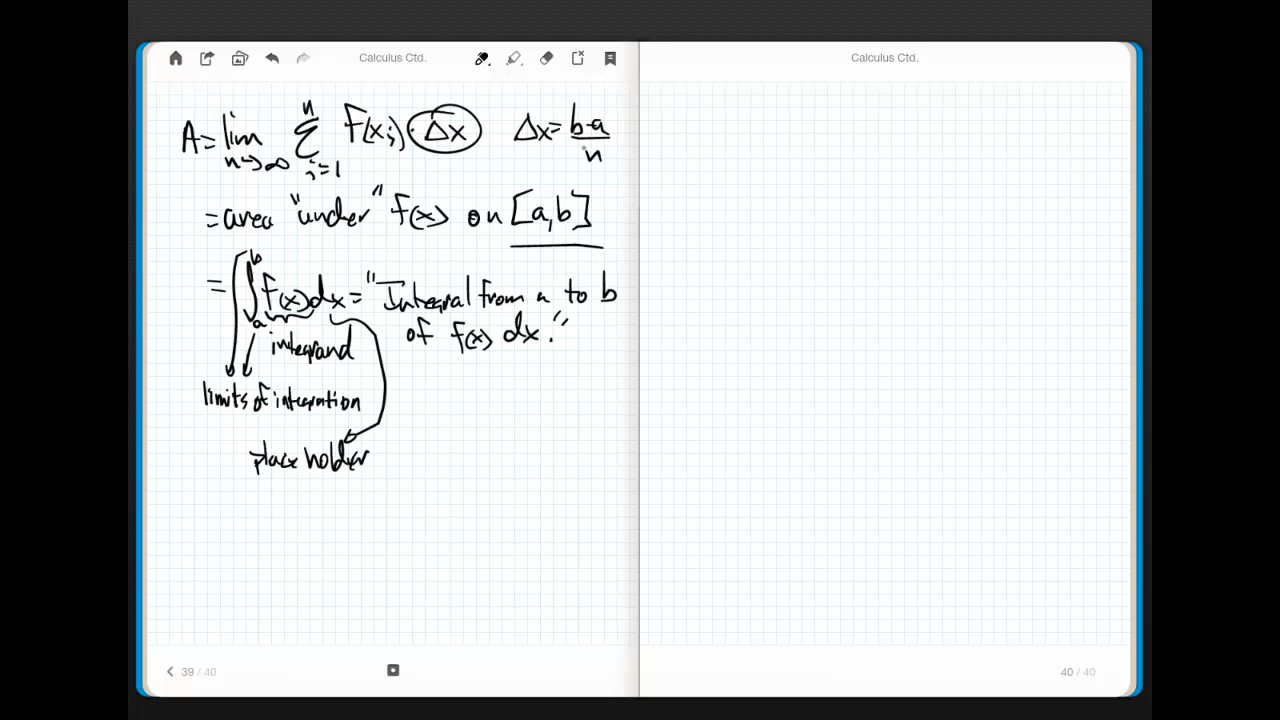 Calculus Ctd.
Calculus Ctd.
A = lim n→∞ n Σ i=1 f(xᵢ)·Δx Δx = b-a/n
= area "under" f(x) on [a,b]
= ∫ₐᵇ f(x)dx = "Integral from a to b
of f(x) dx."
integrand
limits of integration
place holder
39 / 40
40 / 40